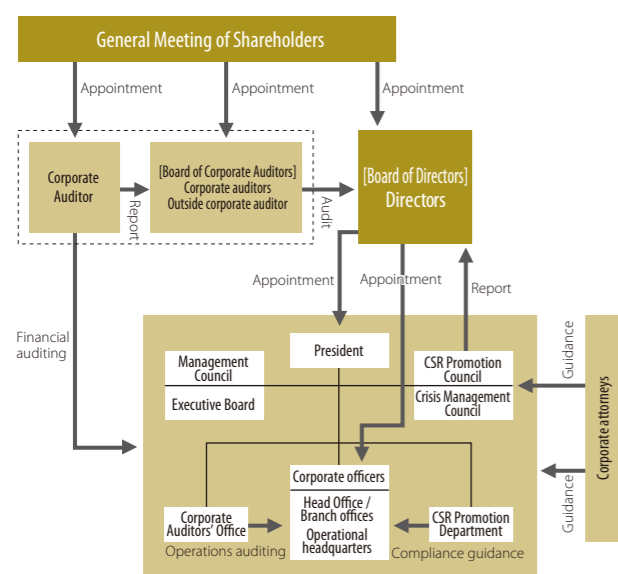 General Meeting of Shareholders
Appointment
Appointment
Appointment
Corporate
Auditor
Report
[Board of Corporate Auditors]
Corporate auditors
Outside corporate auditor
Audit
[Board of Directors]
Directors
Appointment
Appointment
Report
Financial
auditing
Management
Council
Executive Board
President
CSR Promotion
Council
Crisis Management
Council
Guidance
Guidance
Corporate attorneys
Corporate officers
Head Office /
Branch offices
Operational
headquarters
Corporate
Auditors' Office
Operations auditing
CSR Promotion
Department
Compliance guidance